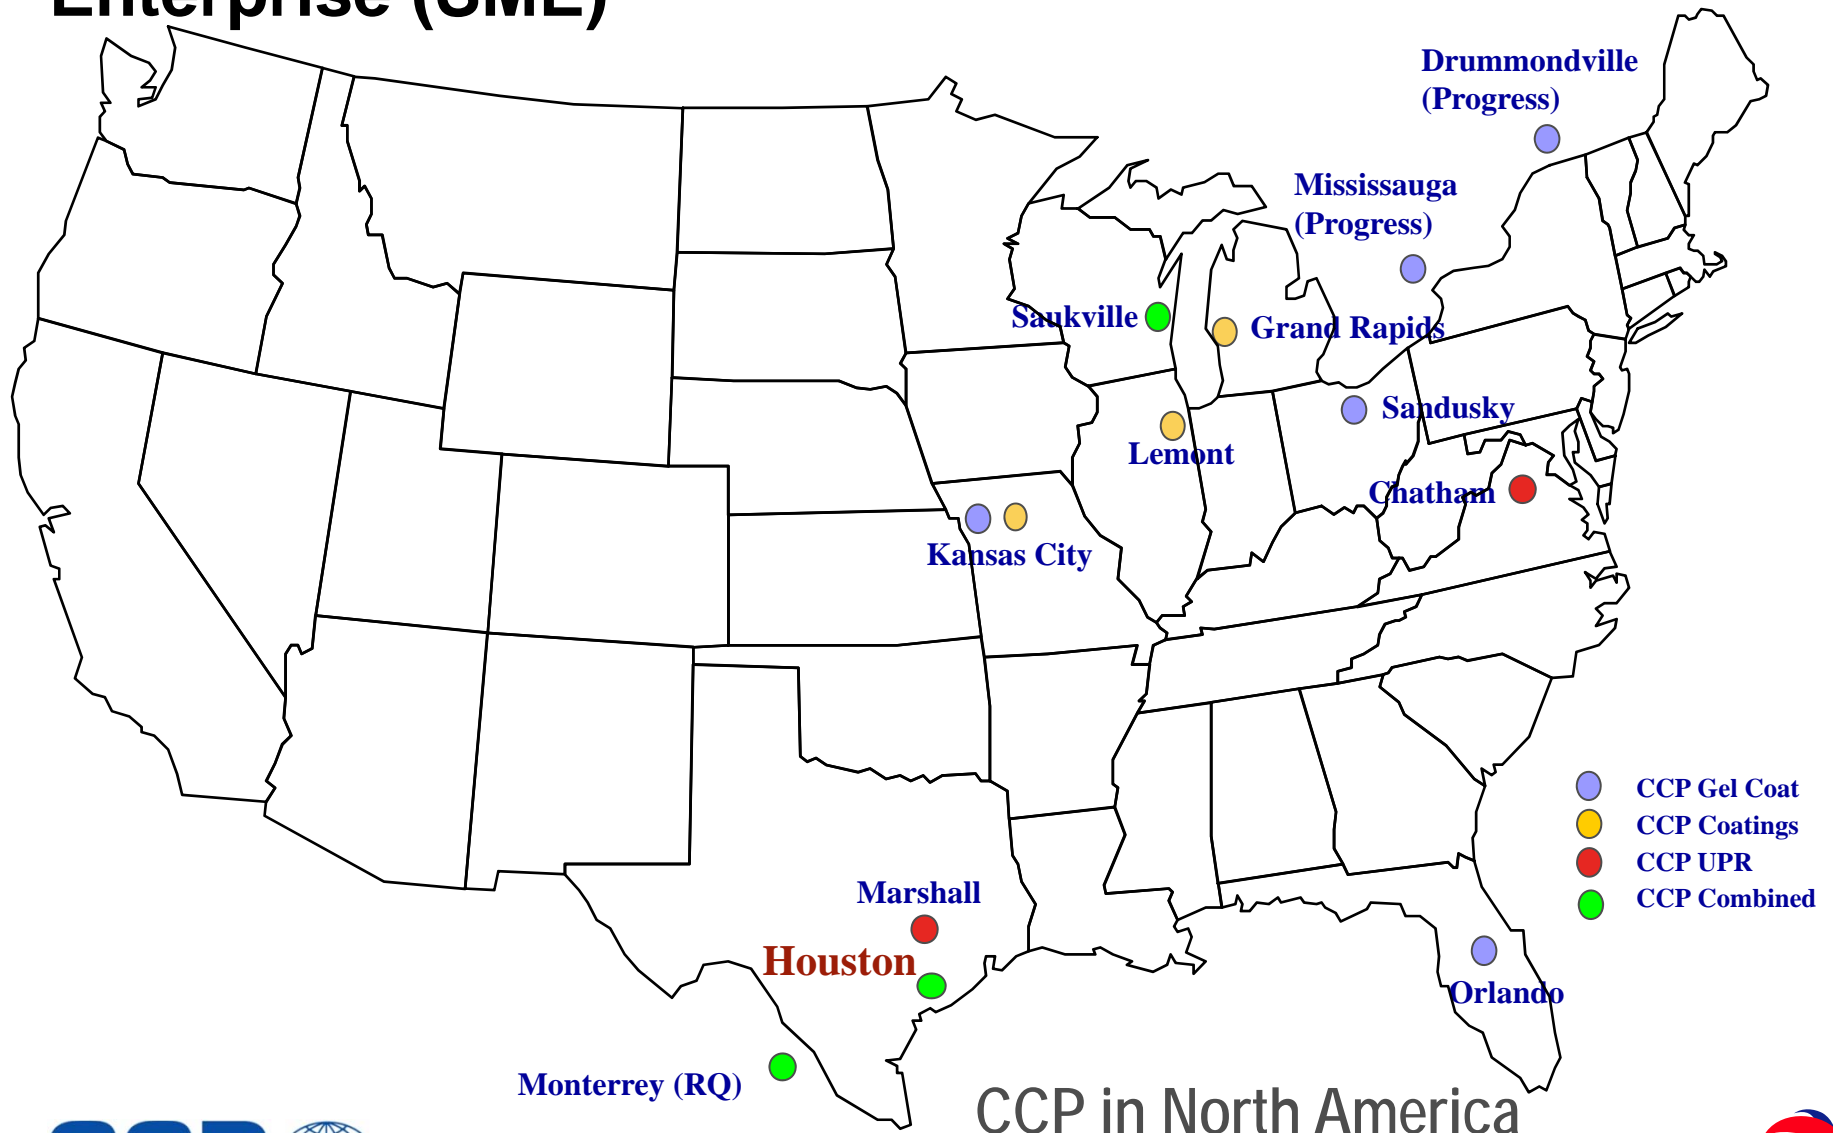 Enterprise (SME)
Drummondville
(Progress)
Mississauga
(Progress)
Saukville
Grand Rapids
Sandusky
Lemont
Chatham
Kansas City
CCP Gel Coat
CCP Coatings
CCP UPR
CCP Combined
Marshall
Houston
Orlando
Monterrey (RQ)
CCP in North America
CCP